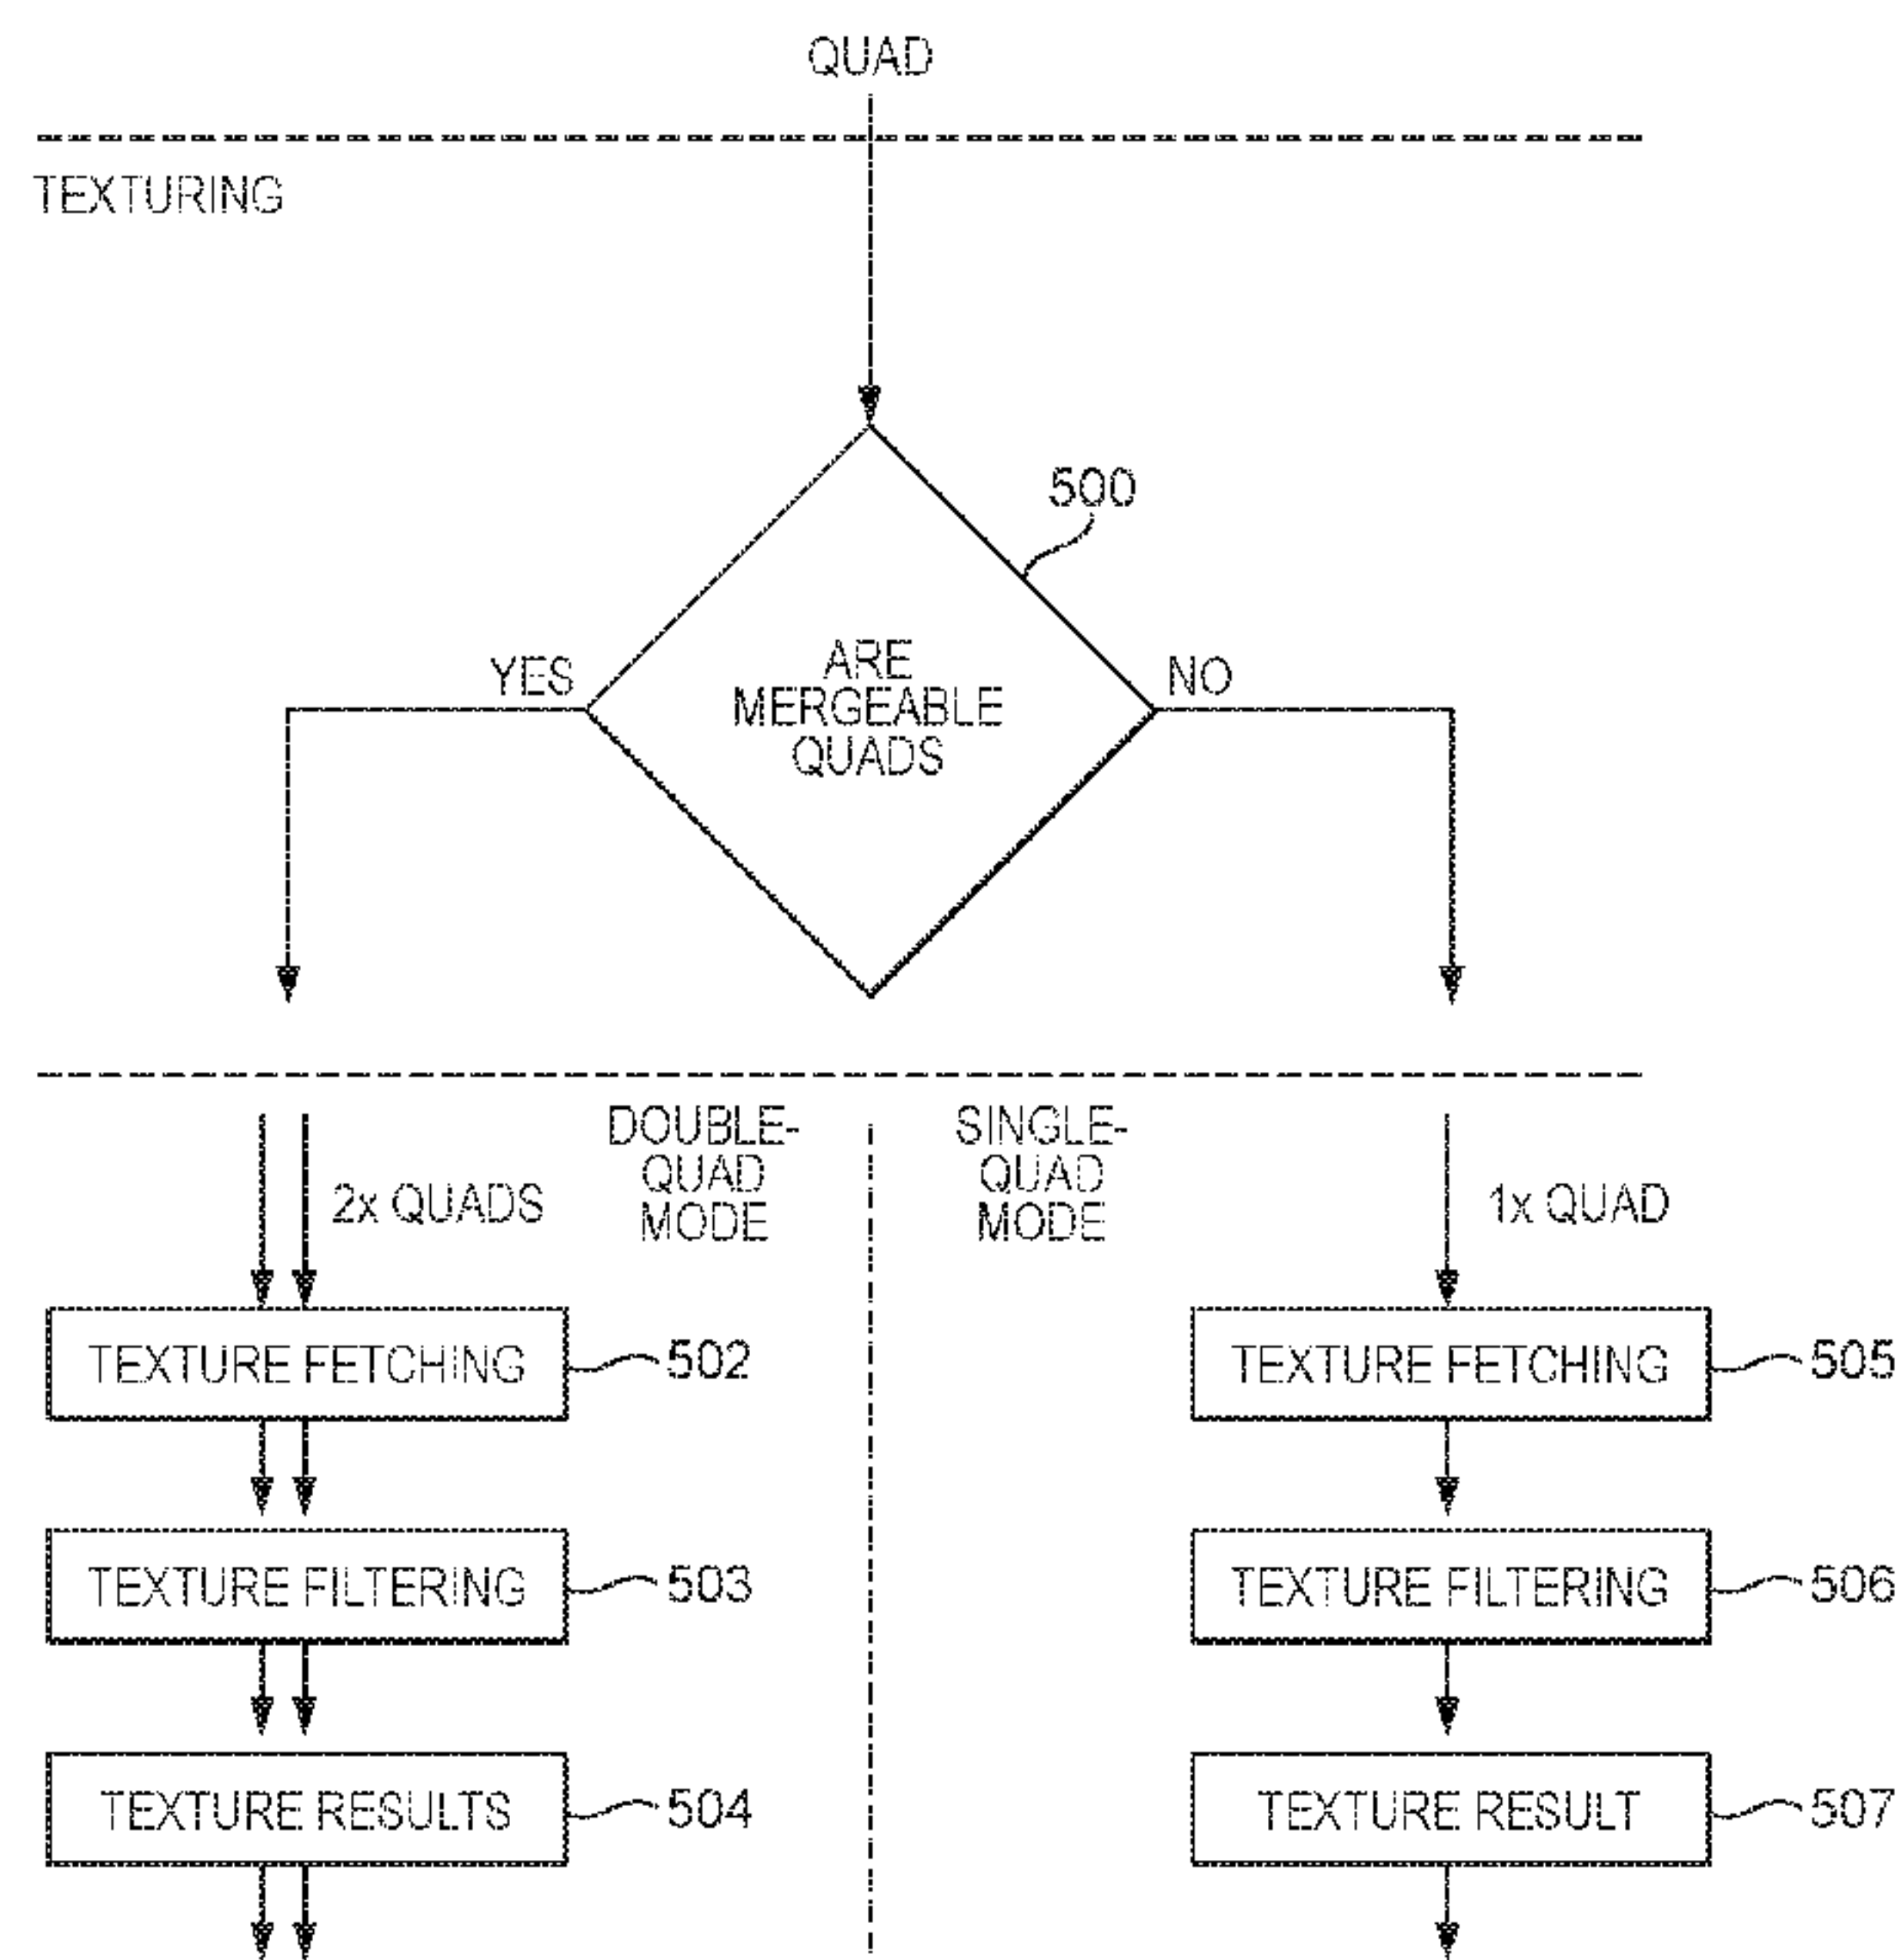 QUAD
TEXTURING
500
YES
ARE
MERGEABLE
QUADS
NO
DOUBLE-
QUAD
MODE
SINGLE-
QUAD
MODE
2x QUADS
1x QUAD
TEXTURE FETCHING
502
TEXTURE FETCHING
505
TEXTURE FILTERING
503
TEXTURE FILTERING
506
TEXTURE RESULTS
504
TEXTURE RESULT
507